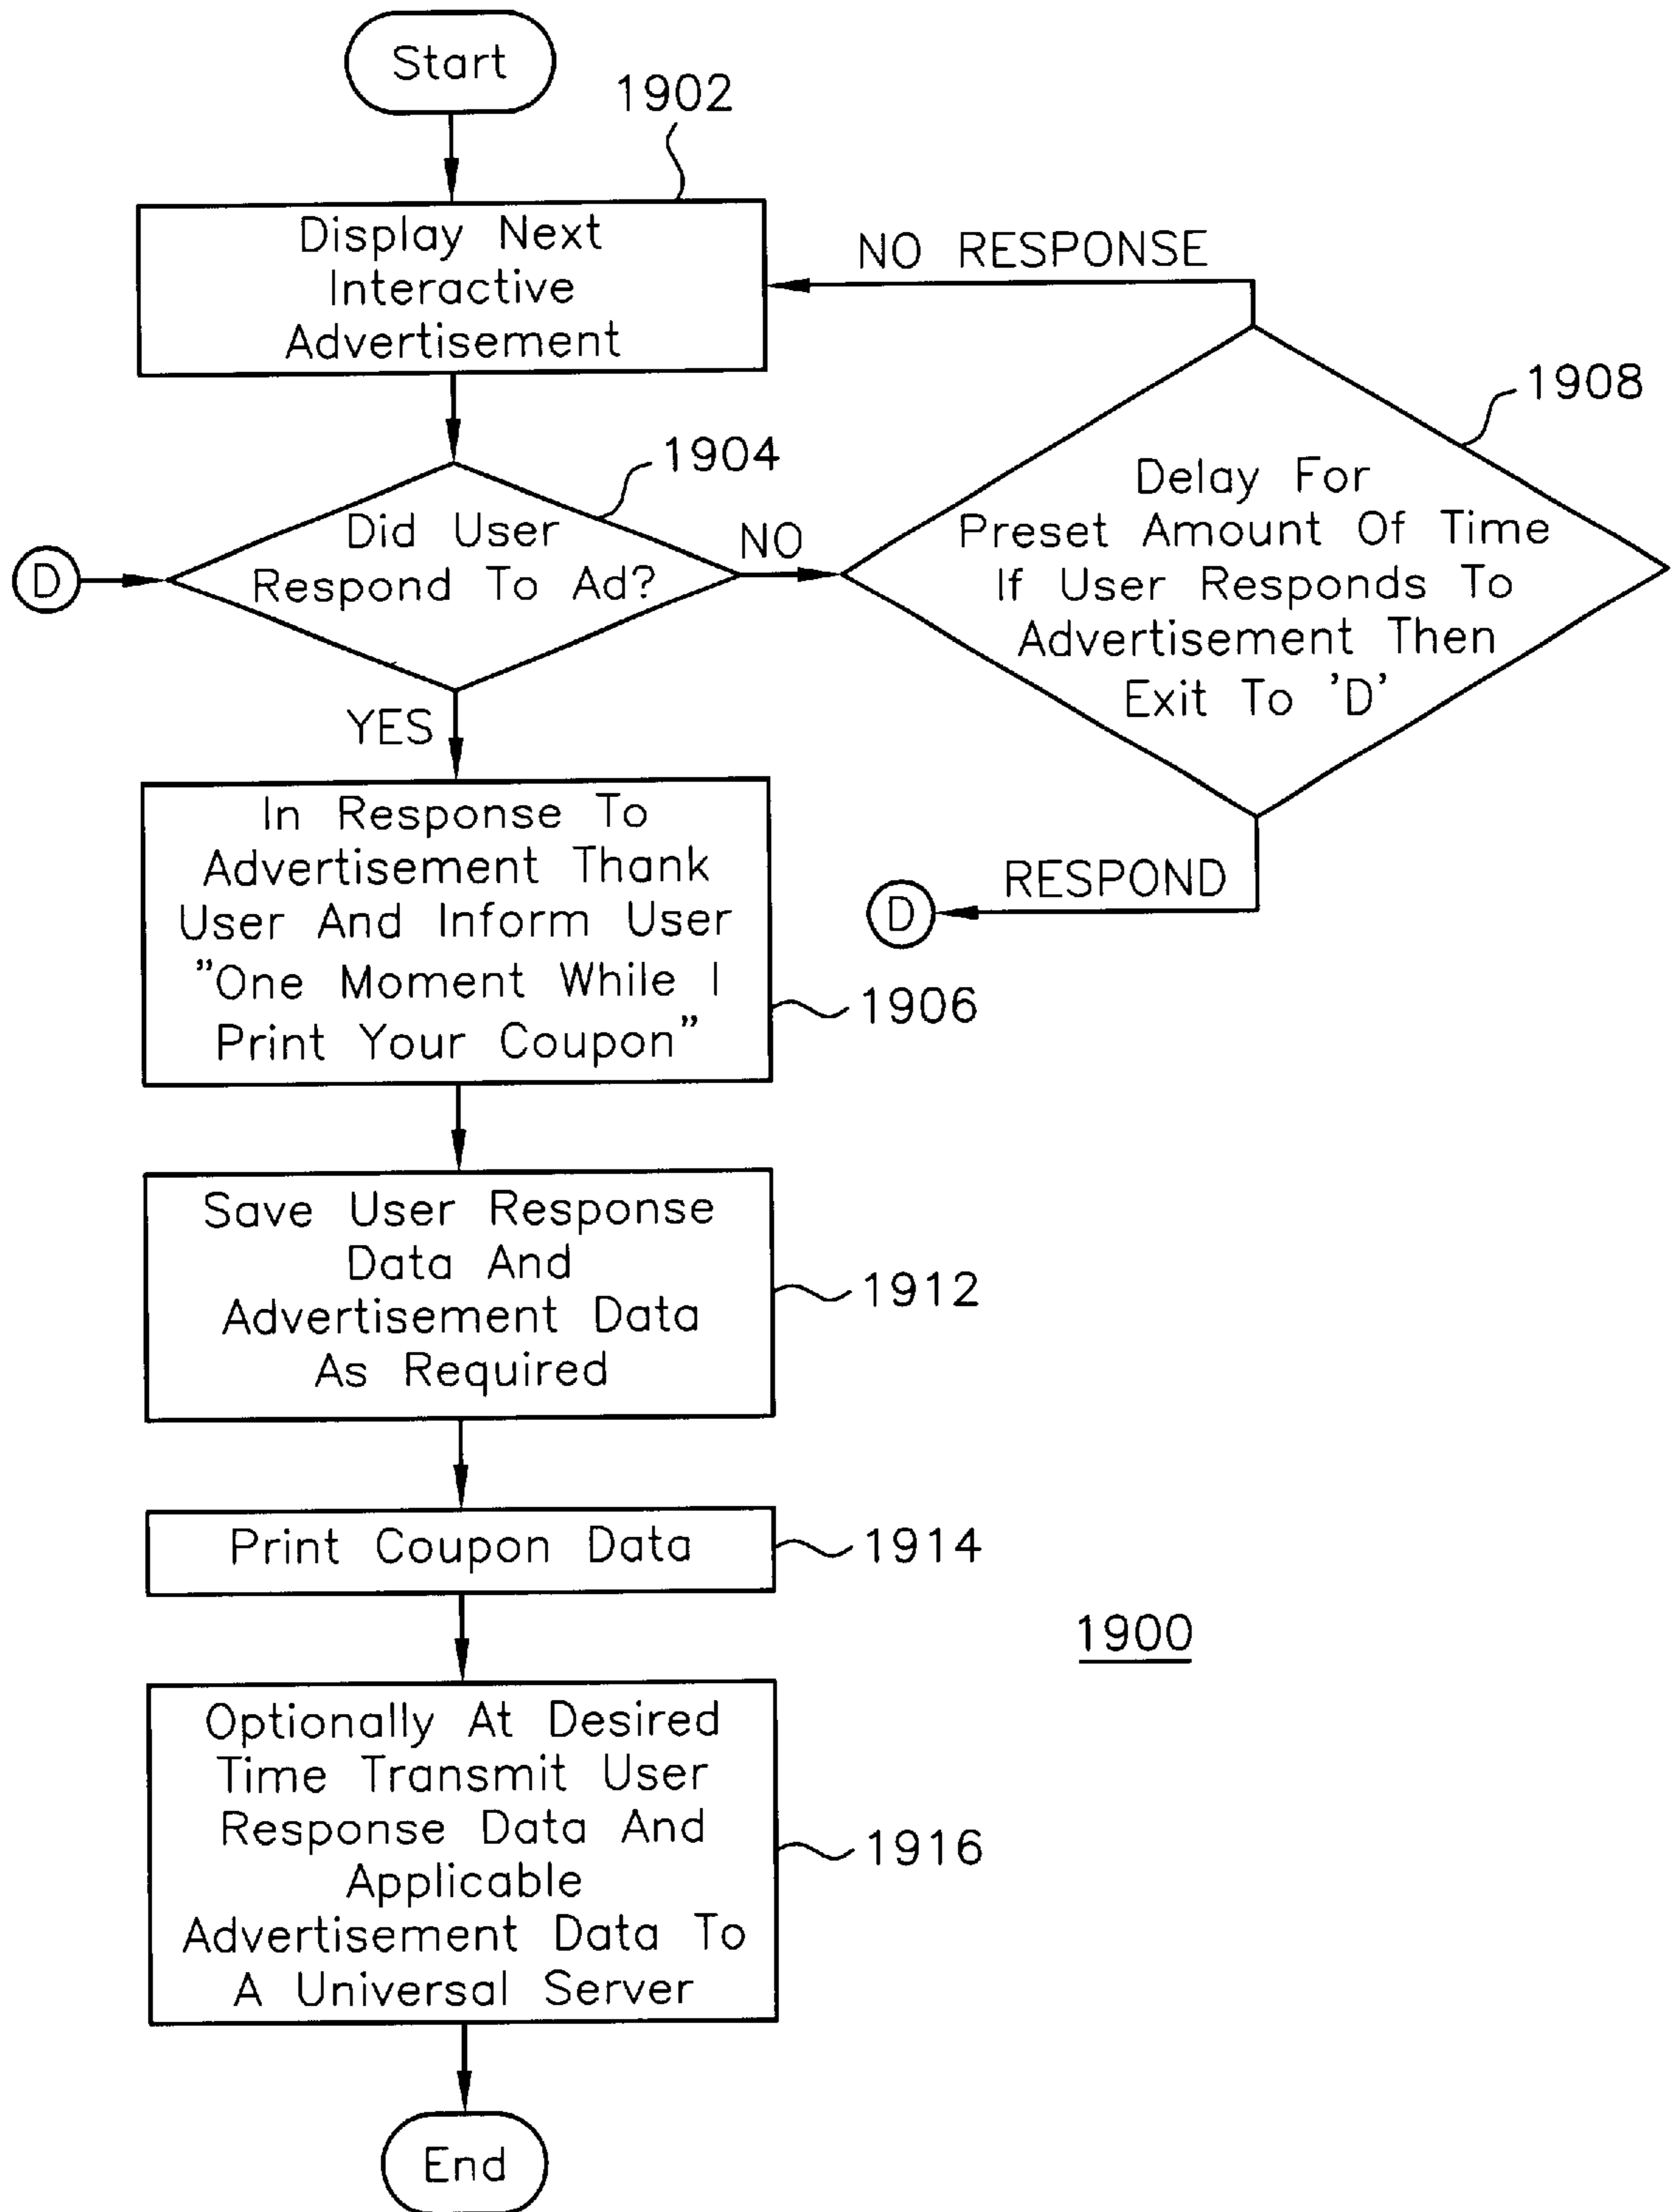 Start
1902
Display Next
Interactive
Advertisement
NO RESPONSE
1908
1904
Did User
Respond To Ad?
D
NO
Delay For
Preset Amount Of Time
If User Responds To
Advertisement Then
Exit To 'D'
YES
RESPOND
D
In Response To
Advertisement Thank
User And Inform User
"One Moment While I
Print Your Coupon"
1906
Save User Response
Data And
Advertisement Data
As Required
1912
Print Coupon Data
1914
1900
Optionally At Desired
Time Transmit User
Response Data And
Applicable
Advertisement Data To
A Universal Server
1916
End